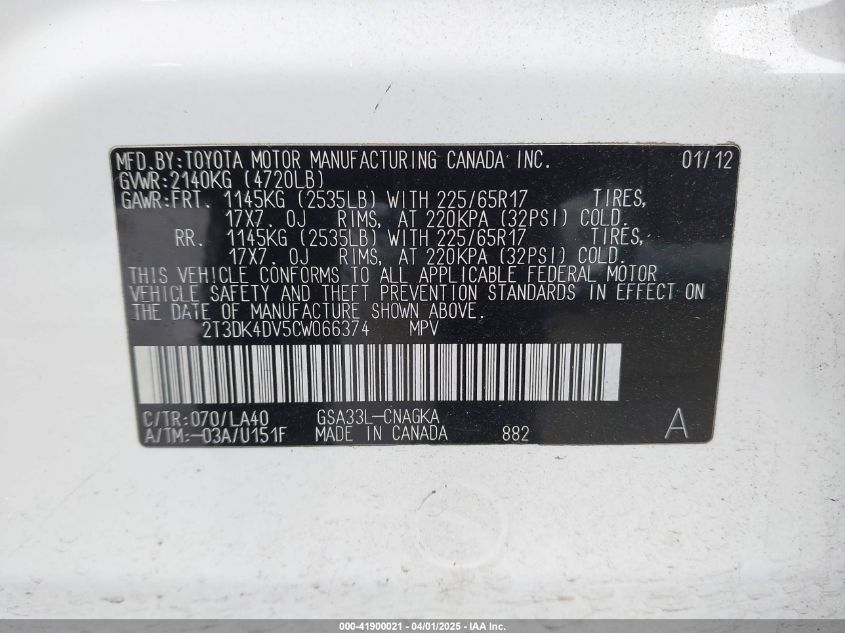 MFD.BY:TOYOTA MOTOR MANUFACTURING CANADA INC. 01/12
GVWR:2140KG (4720LB)
GAWR:FRT. 1145KG (2535LB) WITH 225/65R17 TIRES,
17X7. 0J RIMS, AT 220KPA (32PSI) COLD.
RR. 1145KG (2535LB) WITH 225/65R17 TIRES,
17X7. 0J RIMS, AT 220KPA (32PSI) COLD.
THIS VEHICLE CONFORMS TO ALL APPLICABLE FEDERAL MOTOR
VEHICLE SAFETY AND THEFT PREVENTION STANDARDS IN EFFECT ON
THE DATE OF MANUFACTURE SHOWN ABOVE.
2T3DK4DV5CW066374 MPV
C/TR:070/LA40 GSA33L-CNAGKA
A/TM:-03A/U151F MADE IN CANADA 882 A
000-41900021 - 04/01/2025 - IAA Inc.